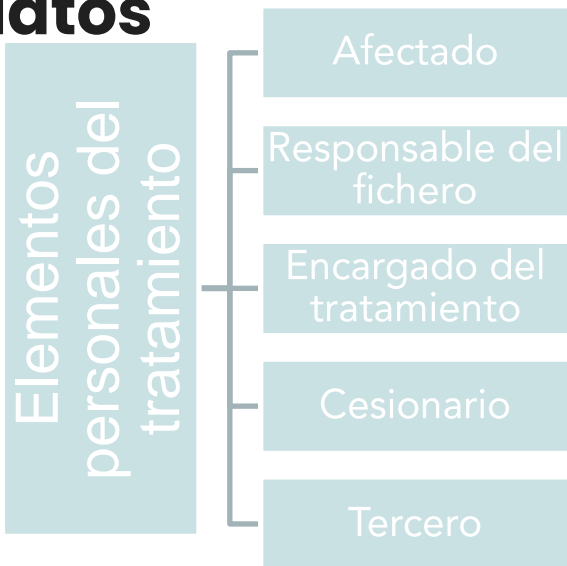 datos
Elementos
personales del
tratamiento
Afectado
Responsable del
fichero
Encargado del
tratamiento
Cesionario
Tercero